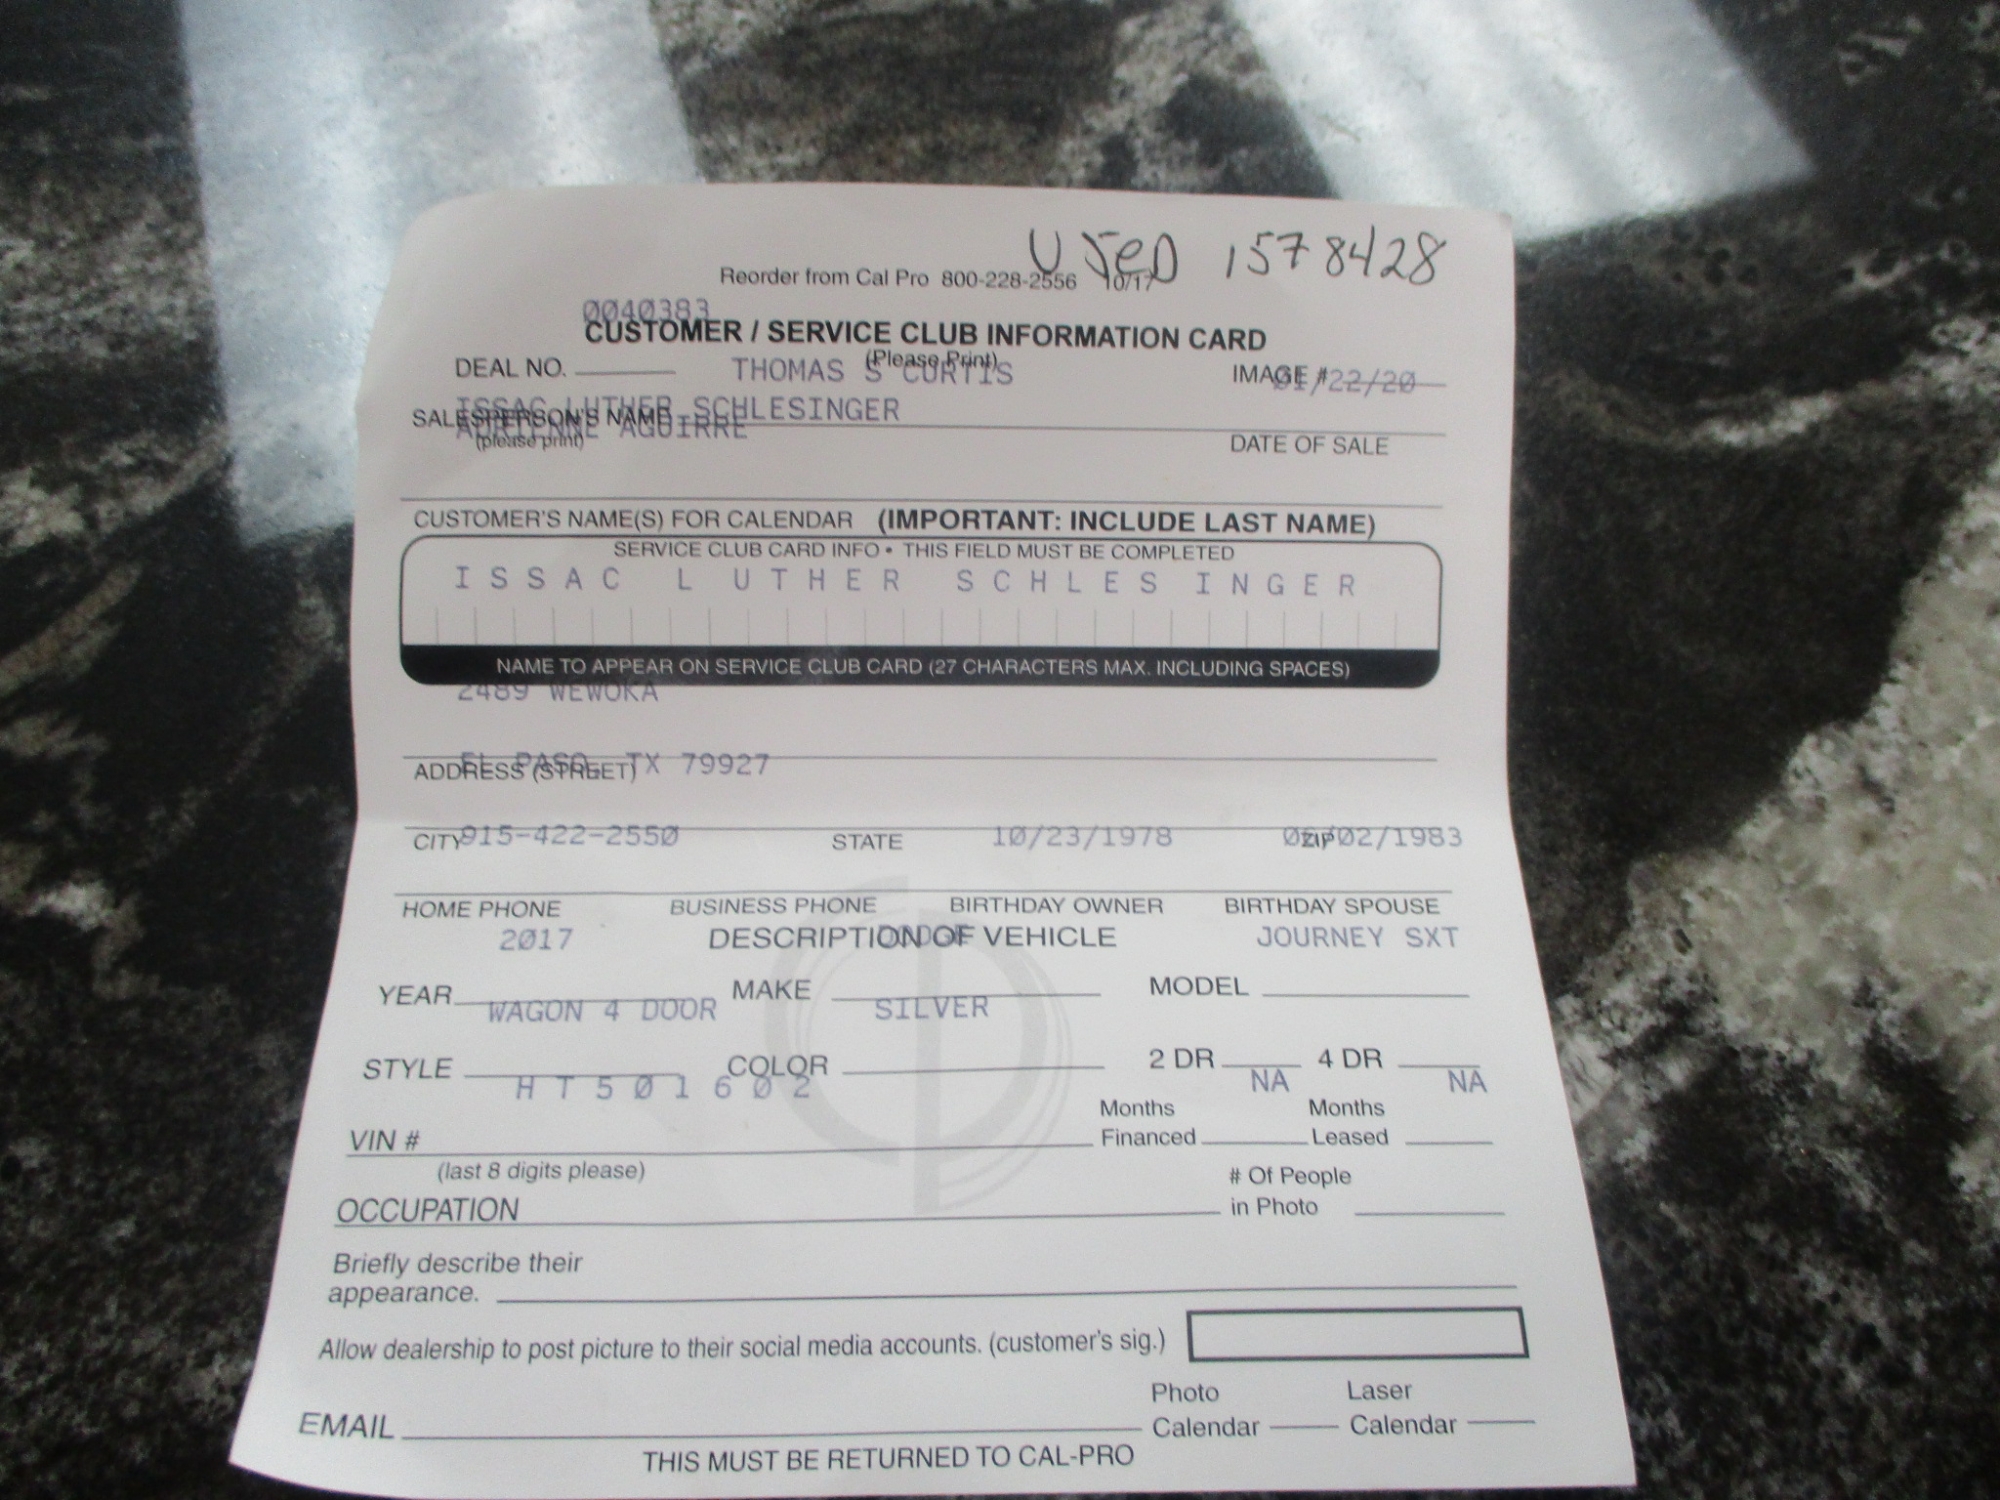 USED 1578428
Reorder from Cal Pro 800-228-2556 10/17
0040383
CUSTOMER / SERVICE CLUB INFORMATION CARD
(Please Print)
DEAL NO. THOMAS S CURTIS IMAGE # 01/22/20
ISSAC LUTHER SCHLESINGER
SALESPERSON'S NAME
ADRIENNE AGUIRRE
(please print) DATE OF SALE
CUSTOMER'S NAME(S) FOR CALENDAR (IMPORTANT: INCLUDE LAST NAME)
SERVICE CLUB CARD INFO • THIS FIELD MUST BE COMPLETED
ISSAC LUTHER SCHLESINGER
NAME TO APPEAR ON SERVICE CLUB CARD (27 CHARACTERS MAX. INCLUDING SPACES)
2489 WEWOKA
EL PASO, TX 79927
ADDRESS (STREET)
CITY 915-422-2550 STATE 10/23/1978 ZIP 02/1983
HOME PHONE BUSINESS PHONE BIRTHDAY OWNER BIRTHDAY SPOUSE
2017 DESCRIPTION OF VEHICLE DODGE JOURNEY SXT
YEAR MAKE MODEL
WAGON 4 DOOR SILVER
STYLE COLOR 2 DR 4 DR
HT501602 NA NA
VIN # Months Financed Months Leased
(last 8 digits please)
OCCUPATION # Of People in Photo
Briefly describe their
appearance.
Allow dealership to post picture to their social media accounts. (customer's sig.)
EMAIL Photo Calendar Laser Calendar
THIS MUST BE RETURNED TO CAL-PRO